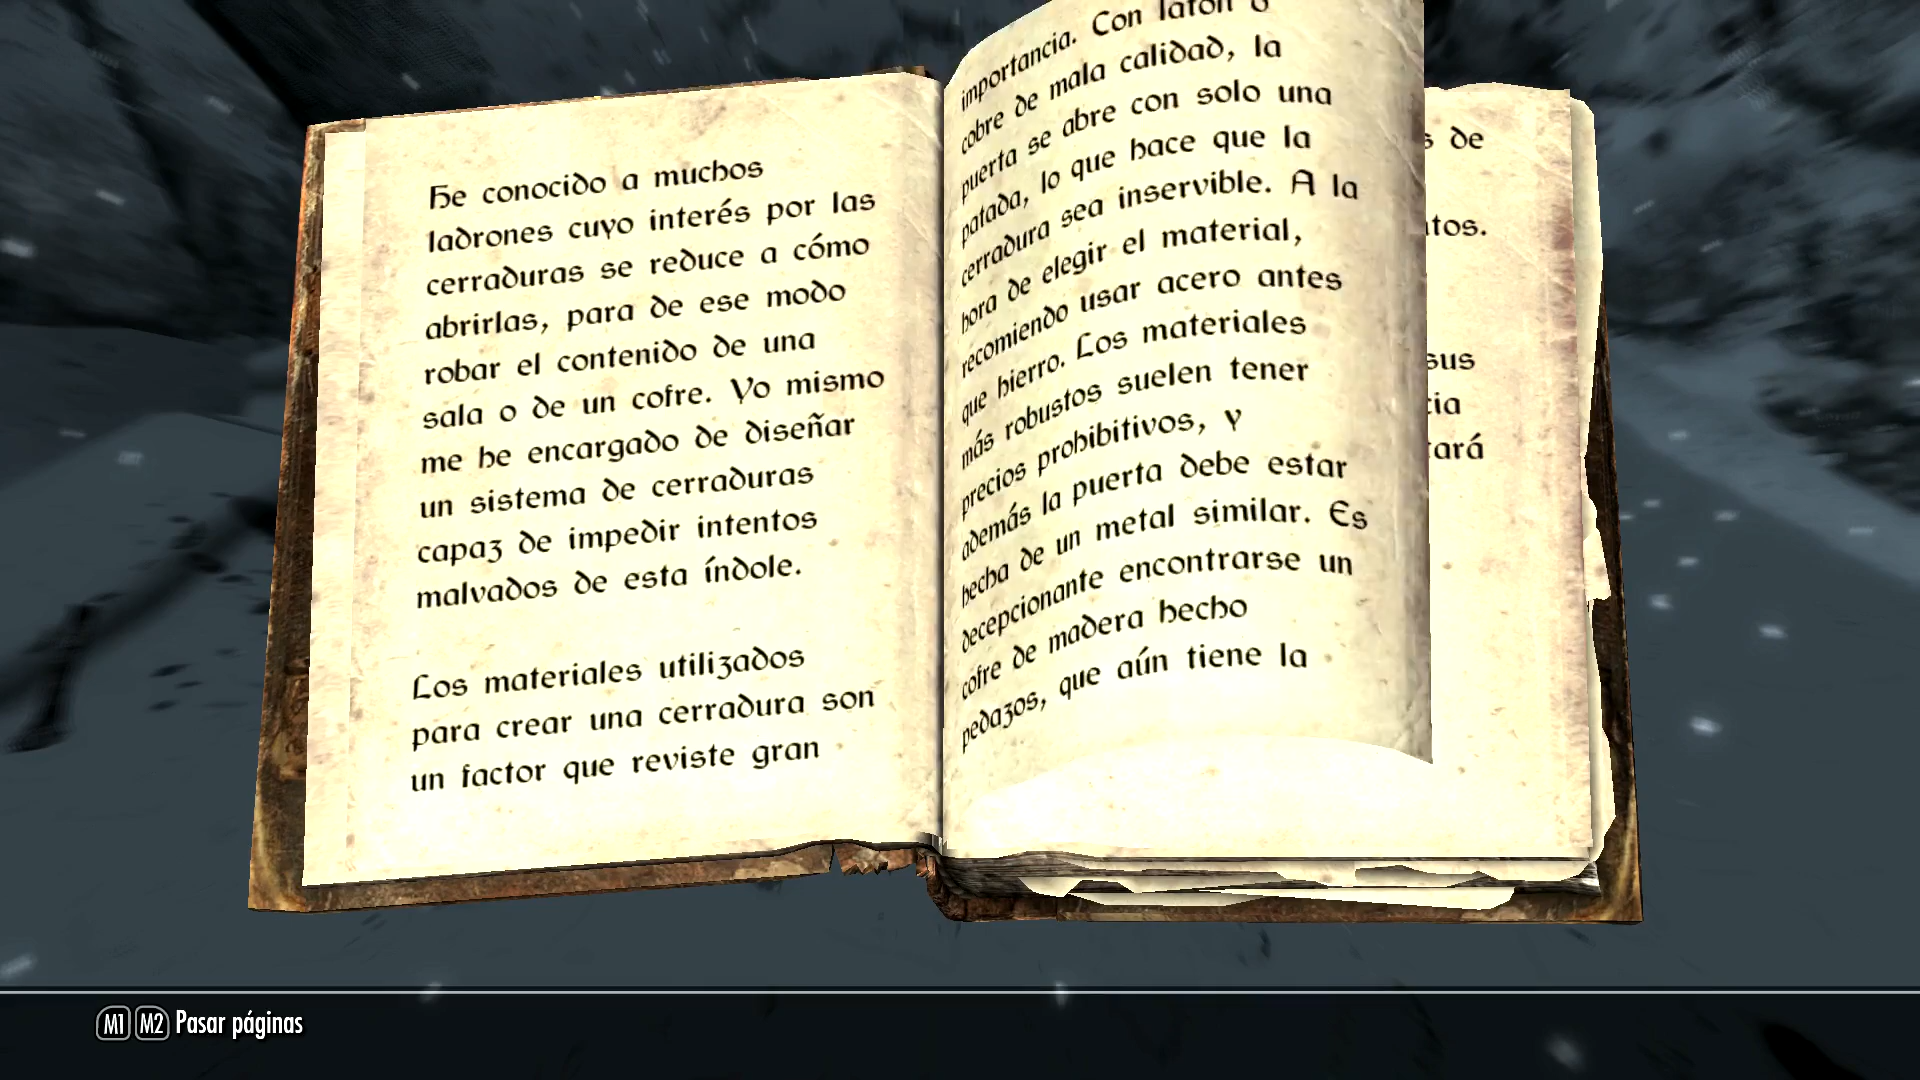 He conocido a muchos
ladrones cuyo interés por las
cerraduras se reduce a cómo
abrirlas, para de ese modo
robar el contenido de una
sala o de un cofre. Yo mismo
me he encargado de diseñar
un sistema de cerraduras
capaz de impedir intentos
malvados de esta índole.
Los materiales utilizados
para crear una cerradura son
un factor que reviste gran
importancia. Con latón o
cobre de mala calidad, la
puerta se abre con solo una
patada, lo que hace que la
cerradura sea inservible. A la
hora de elegir el material,
recomiendo usar acero antes
que hierro. Los materiales
más robustos suelen tener
precios prohibitivos, y
además la puerta debe estar
hecha de un metal similar. Es
decepcionante encontrarse un
cofre de madera hecho
pedazos, que aún tiene la
de
sus
M1 M2 Pasar páginas